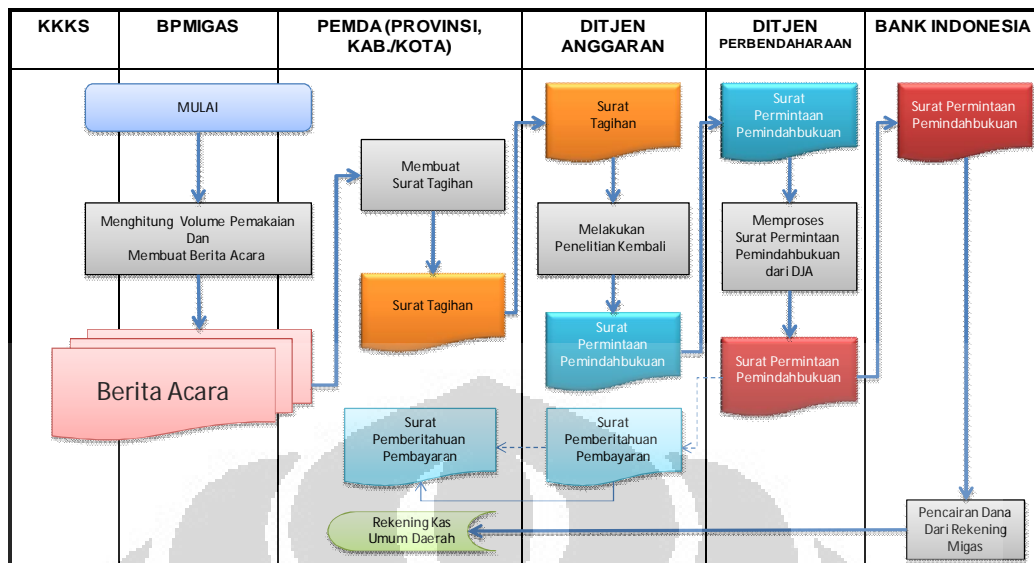 KKKS
BPMIGAS
PEMDA (PROVINSI,
KAB./KOTA)
DITJEN
ANGGARAN
DITJEN
PERBENDAHARAAN
BANK INDONESIA
MULAI
Menghitung Volume Pemakaian
Dan
Membuat Berita Acara
Berita Acara
Membuat
Surat Tagihan
Surat Tagihan
Surat
Pemberitahuan
Pembayaran
Rekening Kas
Umum Daerah
Surat
Tagihan
Melakukan
Penelitian Kembali
Surat
Permintaan
Pemindahbukuan
Surat
Pemberitahuan
Pembayaran
Surat
Permintaan
Pemindahbukuan
Memproses
Surat Permintaan
Pemindahbukuan
dari DJA
Surat Permintaan
Pemindahbukuan
Surat Permintaan
Pemindahbukuan
Pencairan Dana
Dari Rekening
Migas